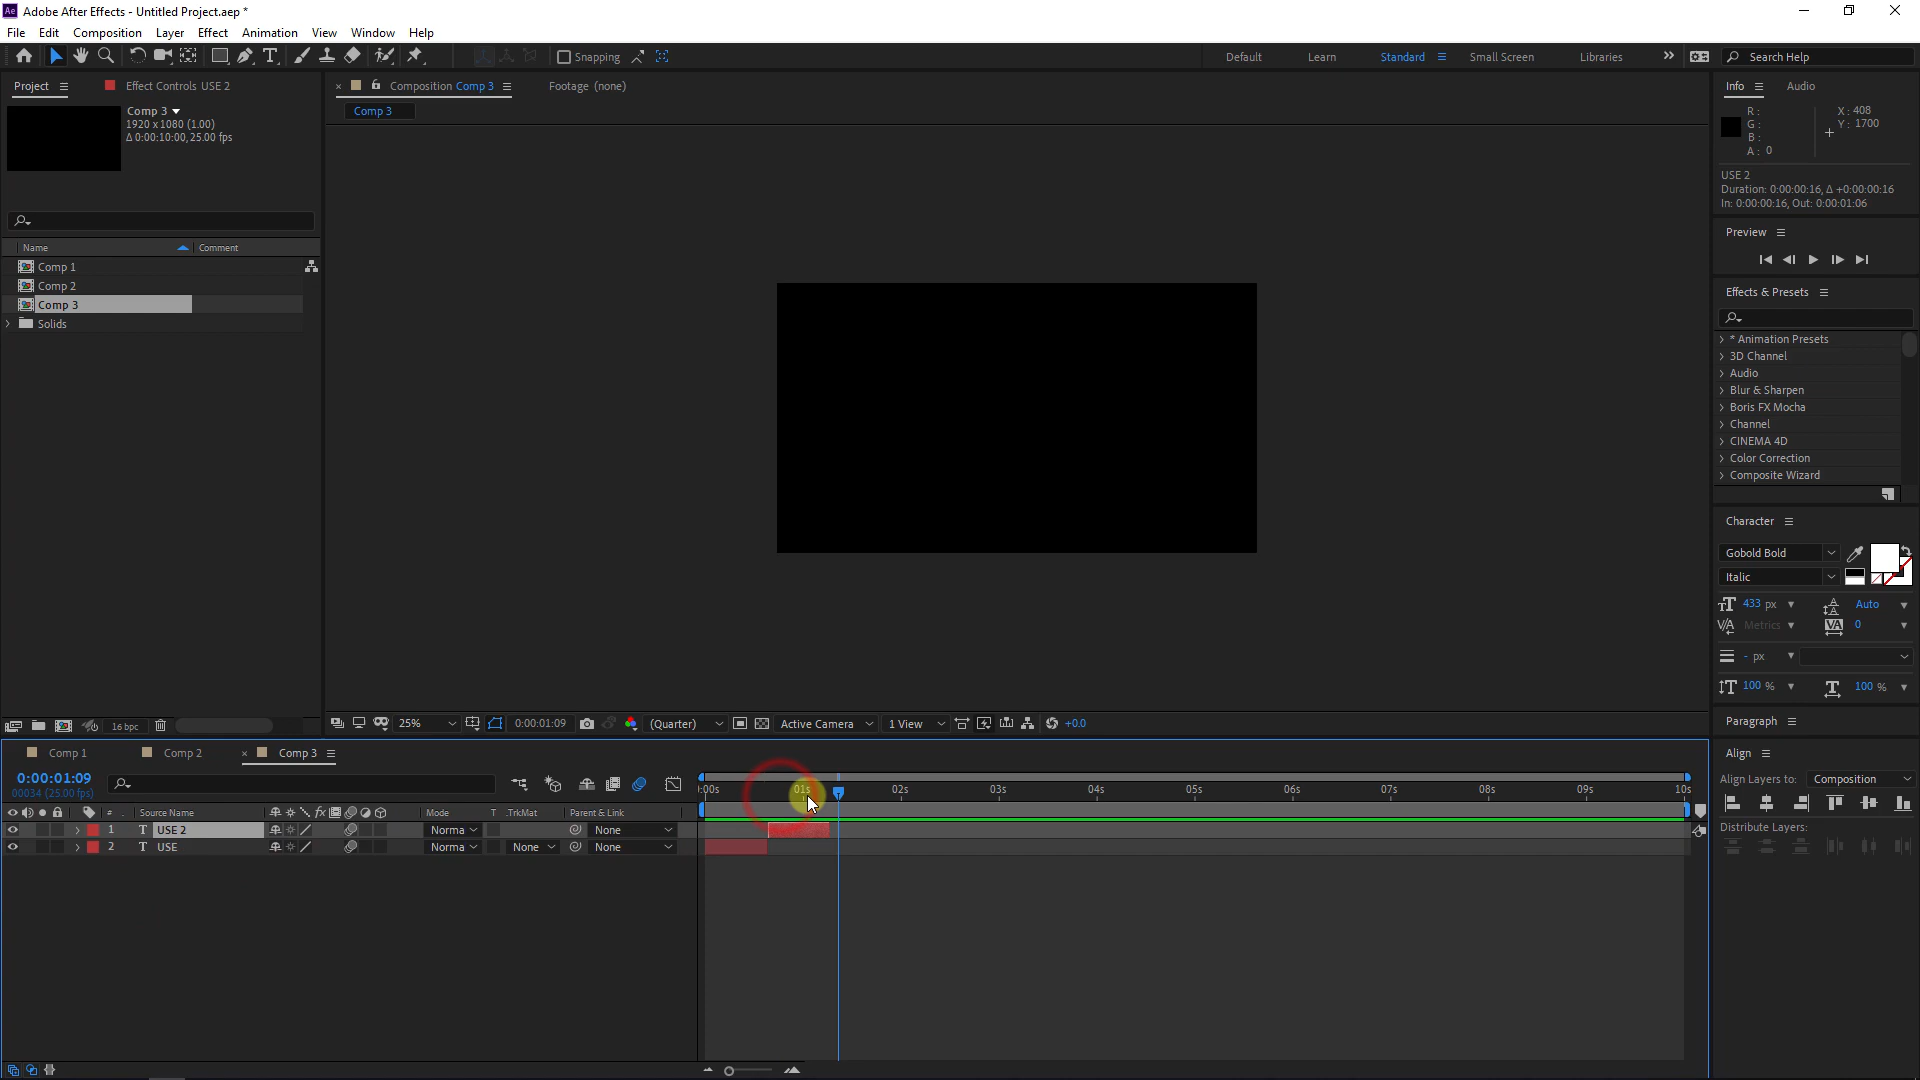 Adobe After Effects - Untitled Project.aep *
File Edit Composition Layer Effect Animation View Window Help
Snapping Default Learn Standard Small Screen Libraries Search Help
Project Effect Controls USE 2
Comp 3
1920 x 1080 (1.00)
Δ 0:00:10:00, 25.00 fps
Name Comment
Comp 1
Comp 2
Comp 3
Solids
16 bpc
Composition Comp 3 Footage (none)
Comp 3
25% 0:00:01:09 (Quarter) Active Camera 1 View +0.0
Info Audio
R: X: 408
G: Y: 1700
B:
A: 0
USE 2
Duration: 0:00:00:16, Δ +0:00:00:16
In: 0:00:00:16, Out: 0:00:01:06
Preview
Effects & Presets
* Animation Presets
3D Channel
Audio
Blur & Sharpen
Boris FX Mocha
Channel
CINEMA 4D
Color Correction
Composite Wizard
Character
Gobold Bold
Italic
433 px Auto
Metrics 0
- px
100 % 100 %
Paragraph
Align
Align Layers to: Composition
Distribute Layers:
Comp 1 Comp 2 Comp 3
0:00:01:09
00034 (25.00 fps)
:00s 01s 02s 03s 04s 05s 06s 07s 08s 09s 10s
# Source Name Mode T .TrkMat Parent & Link
1 T USE 2 Norma None
2 T USE Norma None None